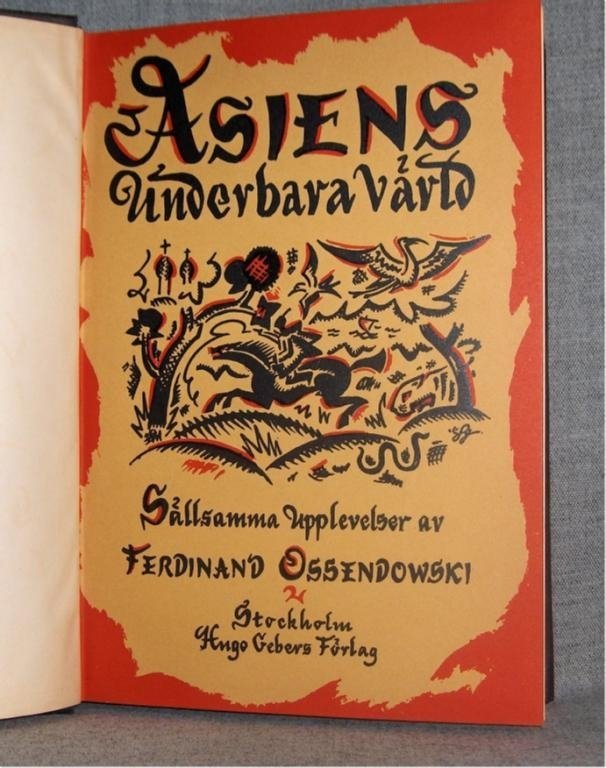 ASIENS
Underbara Värld
Sällsamma Upplevelser av
FERDINAND OSSENDOWSKI
Stockholm
Hugo Gebers Förlag